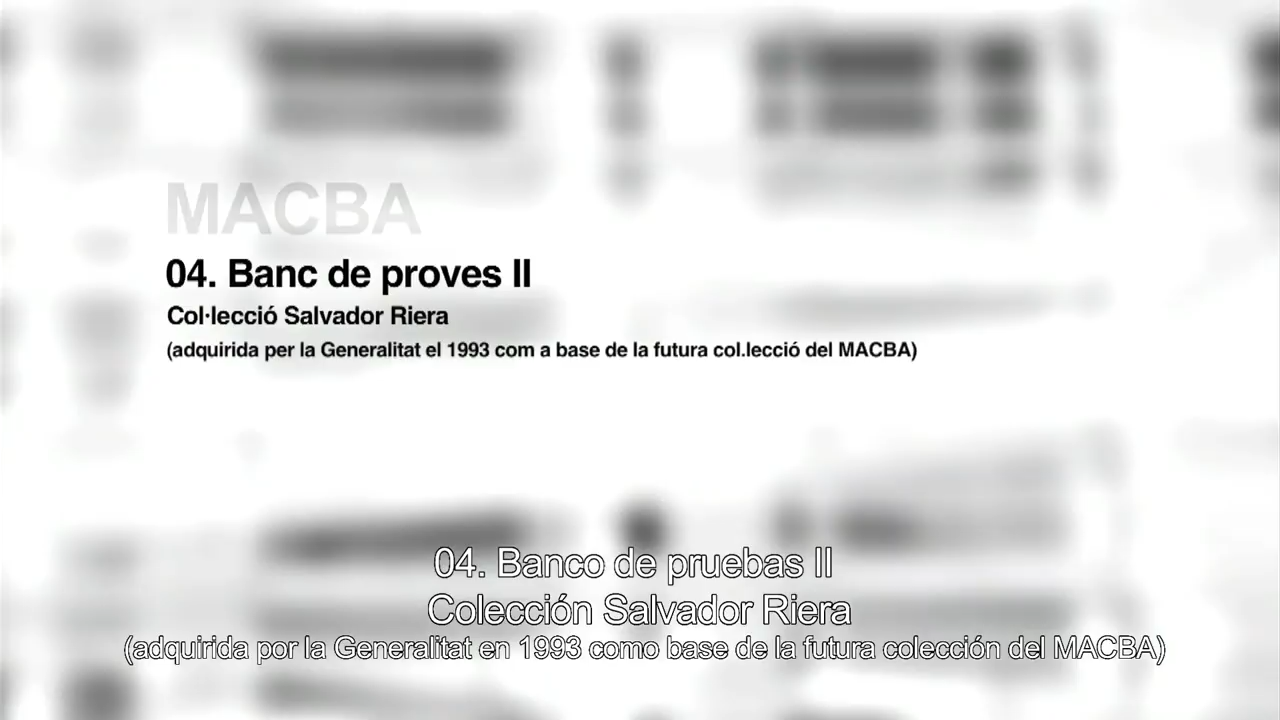 MACBA
04. Banc de proves II
Col·lecció Salvador Riera
(adquirida per la Generalitat el 1993 com a base de la futura col.lecció del MACBA)
04. Banco de pruebas II
Colección Salvador Riera
(adquirida por la Generalitat en 1993 como base de la futura colección del MACBA)